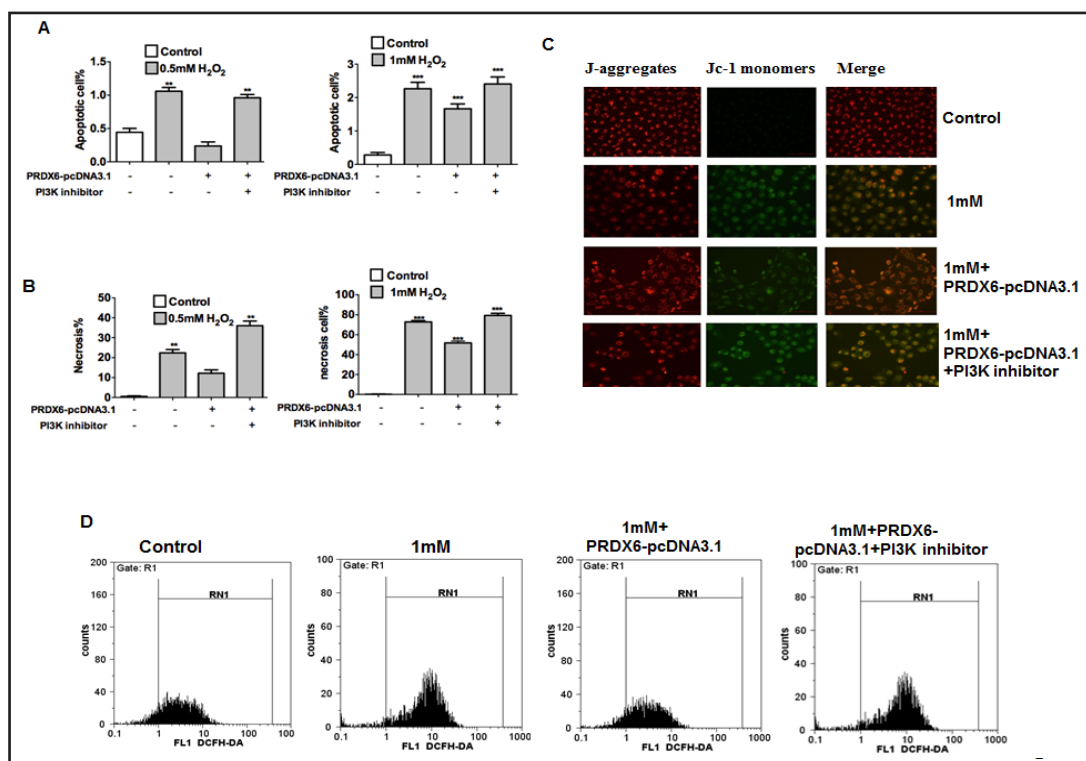 A
Control
0.5mM H2O2
Apoptotic cell%
1.5
1.0
0.5
0.0
** **
PRDX6-pcDNA3.1 - - + +
PI3K inhibitor - - - +
Control
1mM H2O2
Apoptotic cell%
3
2
1
0
*** *** ***
PRDX6-pcDNA3.1 - - + +
PI3K inhibitor - - - +
B
Control
0.5mM H2O2
Necrosis%
50
40
30
20
10
0
** **
PRDX6-pcDNA3.1 - - + +
PI3K inhibitor - - - +
Control
1mM H2O2
necrosis cell%
100
80
60
40
20
0
*** *** ***
PRDX6-pcDNA3.1 - - + +
PI3K inhibitor - - - +
C
J-aggregates Jc-1 monomers Merge
Control
1mM
1mM+
PRDX6-pcDNA3.1
1mM+
PRDX6-pcDNA3.1
+PI3K inhibitor
D
Control
Gate: R1
RN1
counts
200
160
120
80
40
0
0.1 1 10 100
FL1 DCFH-DA
1mM
Gate: R1
RN1
counts
100
80
60
40
20
0
0.1 1 10 100 1000
FL1 DCFH-DA
1mM+
PRDX6-pcDNA3.1
Gate: R1
RN1
counts
200
160
120
80
40
0
0.1 1 10 100 1000
FL1 DCFH-DA
1mM+PRDX6-
pcDNA3.1+PI3K inhibitor
Gate: R1
RN1
counts
100
80
60
40
20
0
0.1 1 10 100 1000
FL1 DCFH-DA